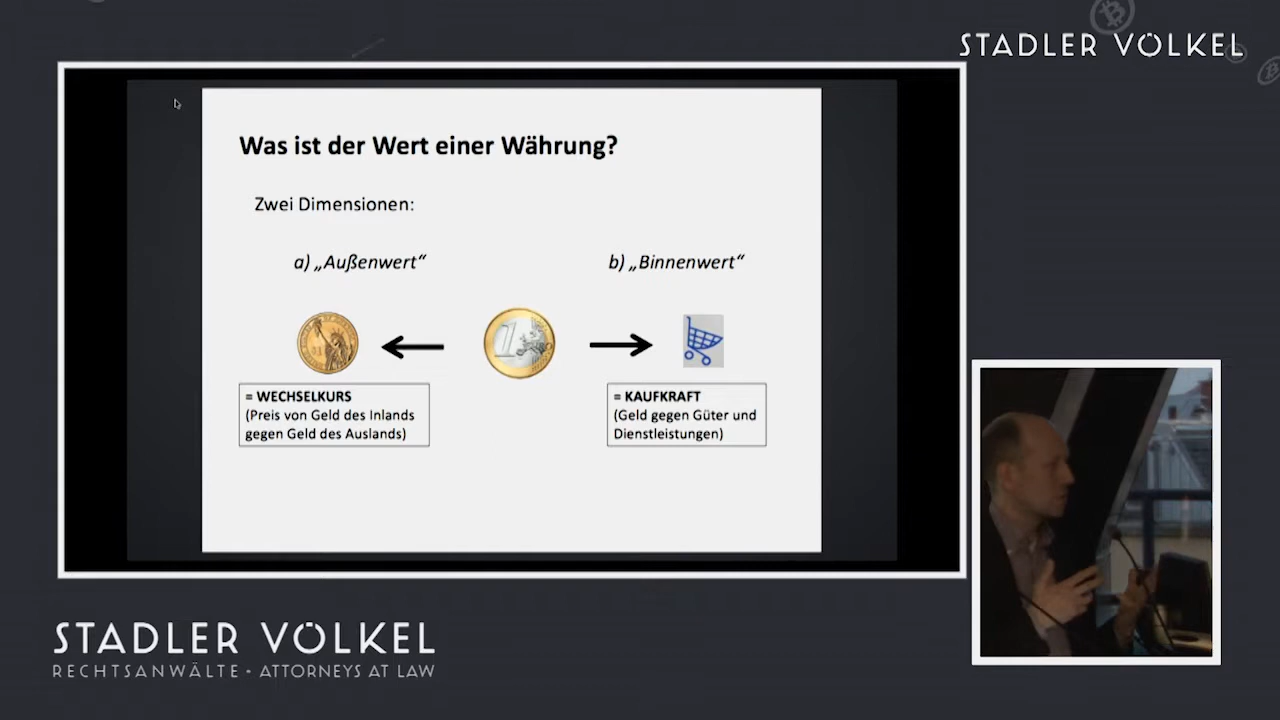 STADLER VÖLKEL
Was ist der Wert einer Währung?
Zwei Dimensionen:
a) „Außenwert“
b) „Binnenwert“
1
= WECHSELKURS
(Preis von Geld des Inlands
gegen Geld des Auslands)
= KAUFKRAFT
(Geld gegen Güter und
Dienstleistungen)
STADLER VÖLKEL
RECHTSANWÄLTE - ATTORNEYS AT LAW